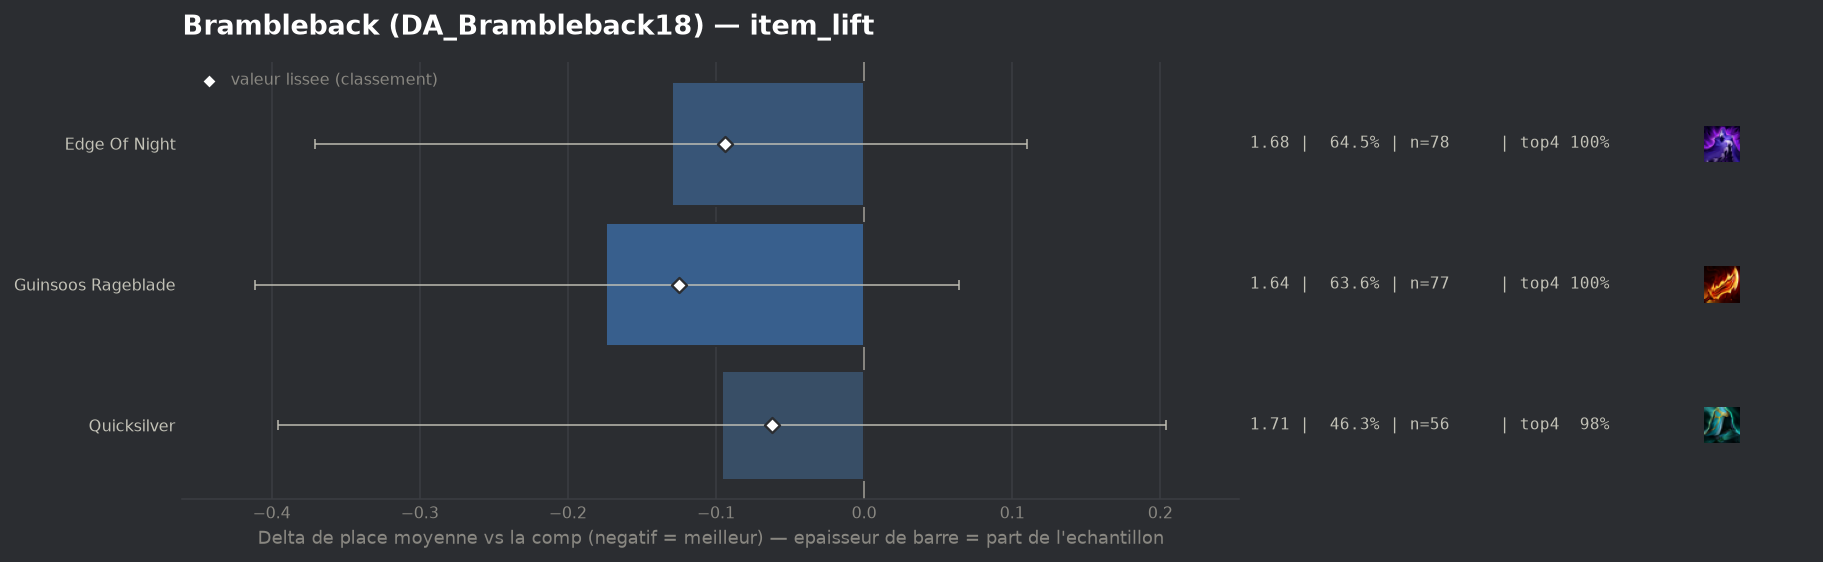 Brambleback (DA_Brambleback18) — item_lift
valeur lissee (classement)
Edge Of Night
1.68 |  64.5% | n=78     | top4 100%
Guinsoos Rageblade
1.64 |  63.6% | n=77     | top4 100%
Quicksilver
1.71 |  46.3% | n=56     | top4  98%
−0.4 −0.3 −0.2 −0.1 0.0 0.1 0.2
Delta de place moyenne vs la comp (negatif = meilleur) — epaisseur de barre = part de l'echantillon